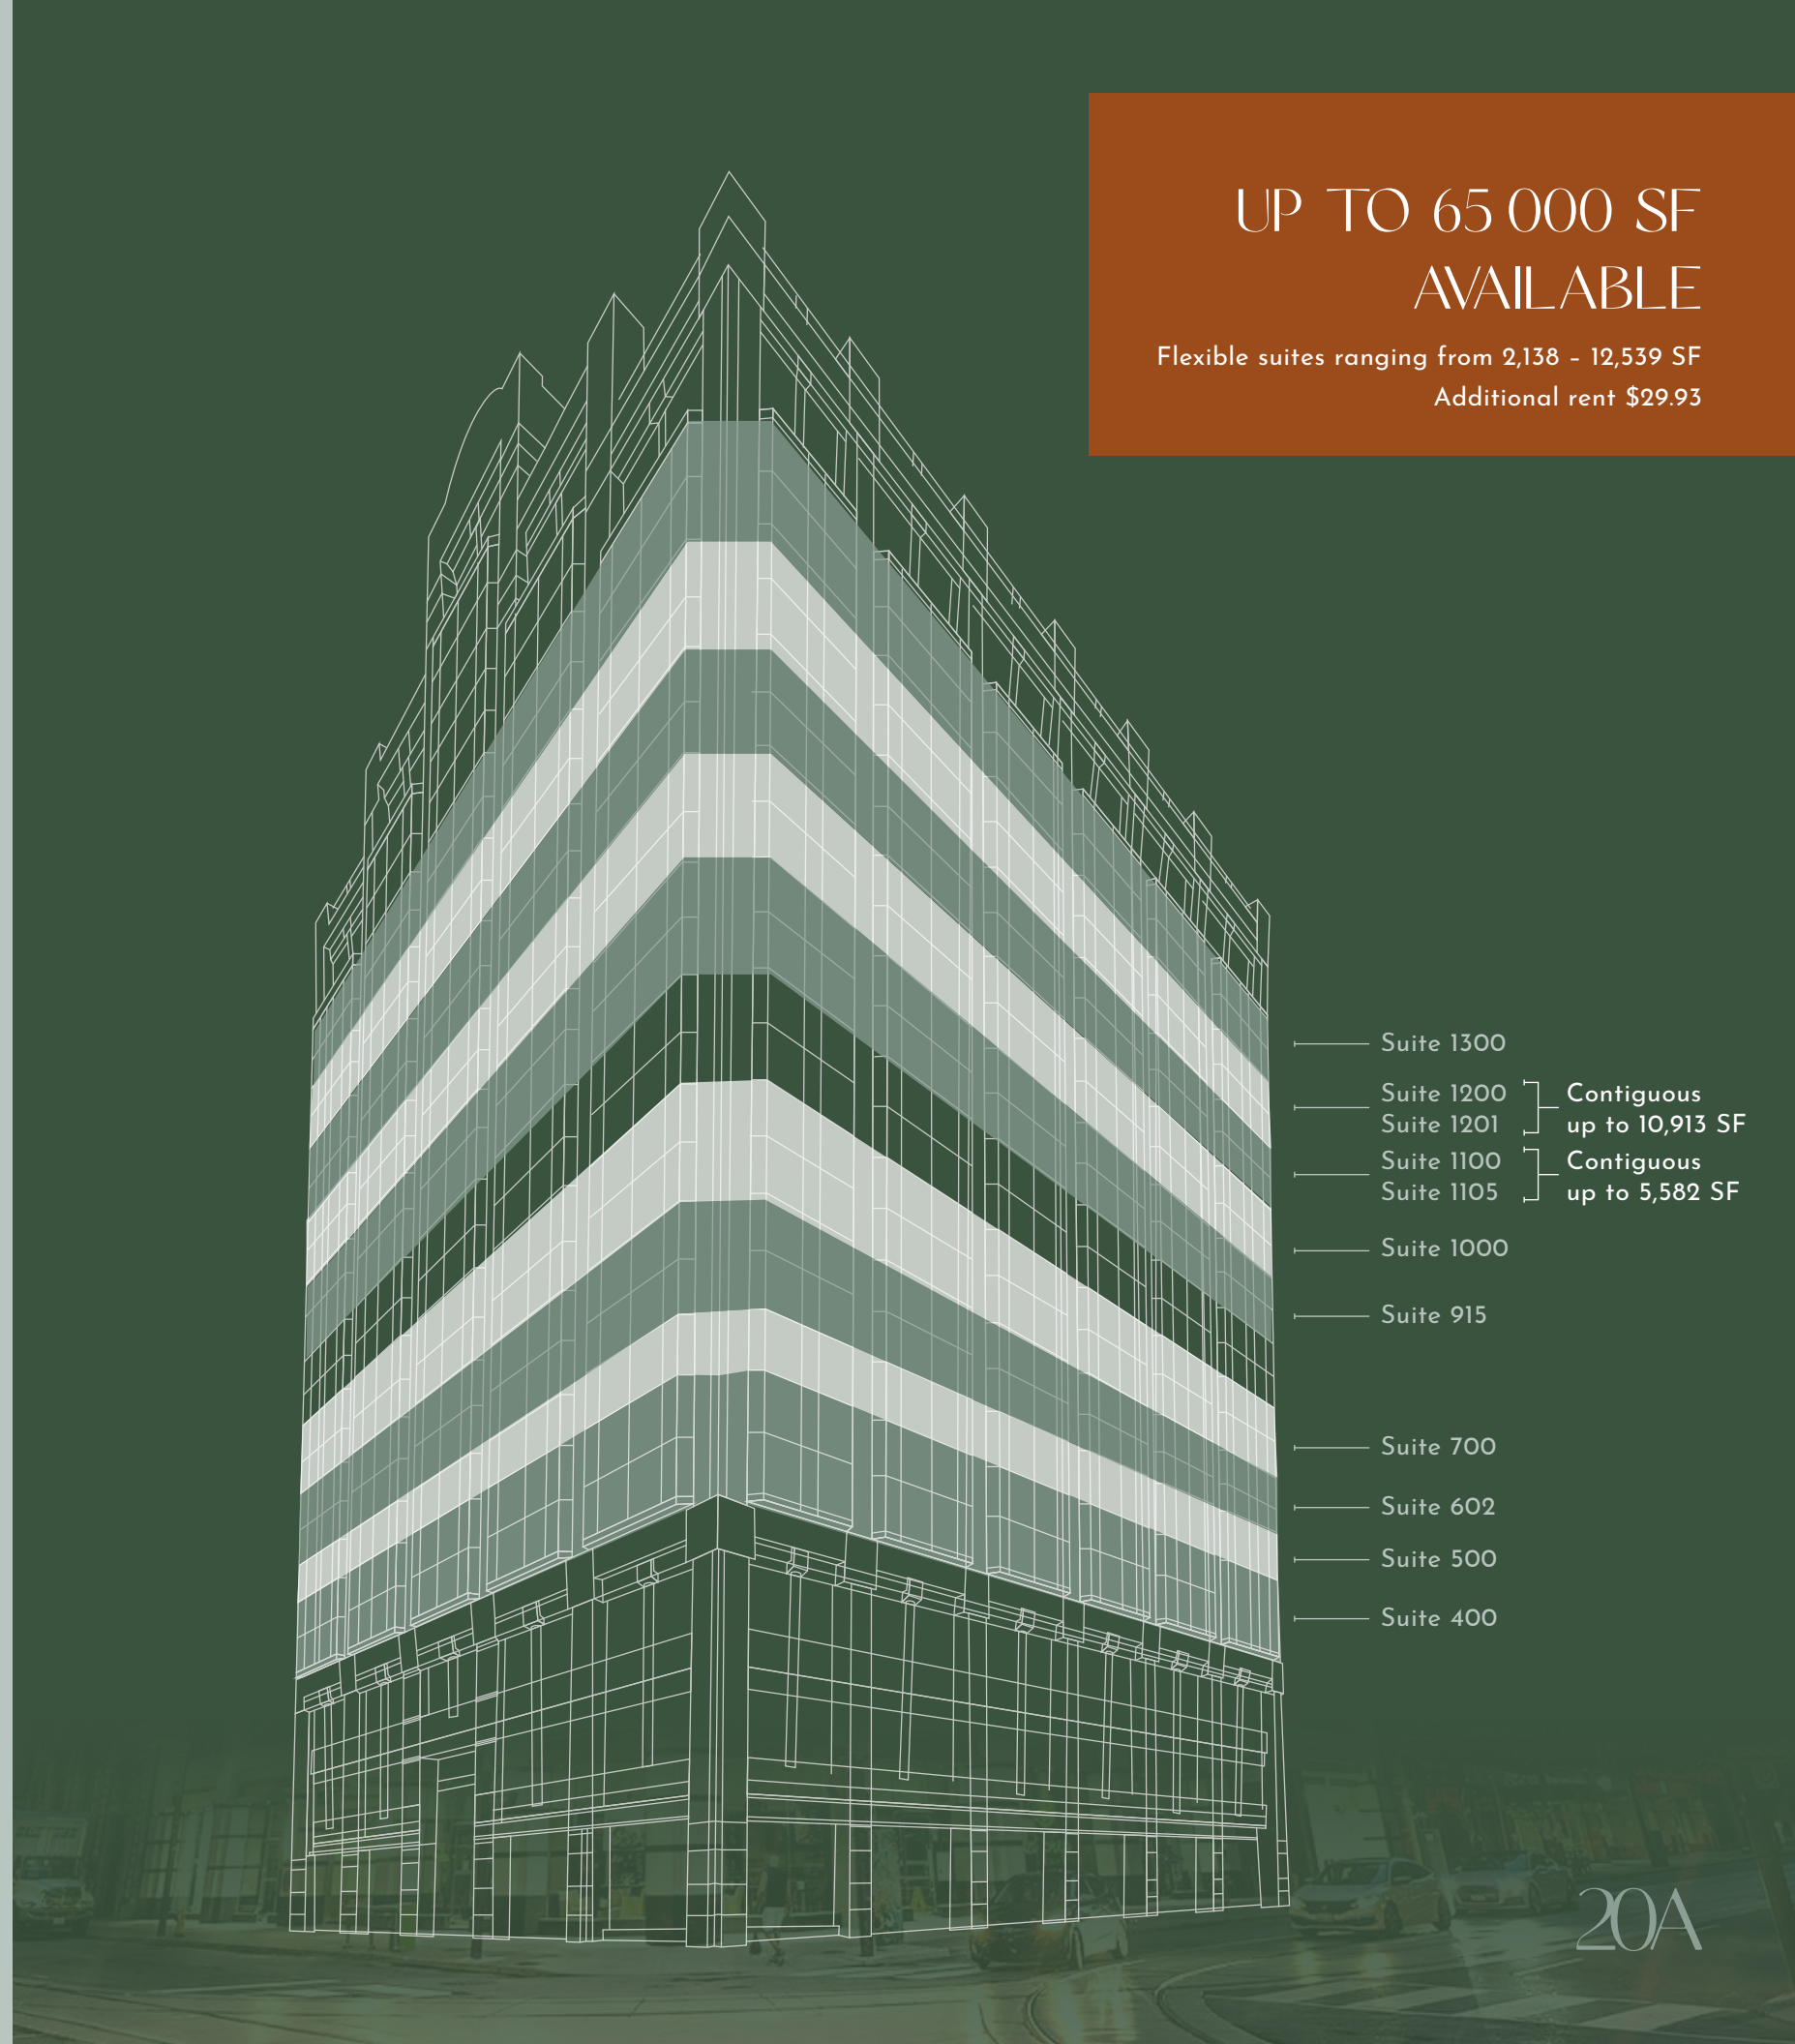 UP TO 65 000 SF
AVAILABLE
Flexible suites ranging from 2,138 – 12,539 SF
Additional rent $29.93
Suite 1300
Suite 1200
Suite 1201
Contiguous
up to 10,913 SF
Suite 1100
Suite 1105
Contiguous
up to 5,582 SF
Suite 1000
Suite 915
Suite 700
Suite 602
Suite 500
Suite 400
20A